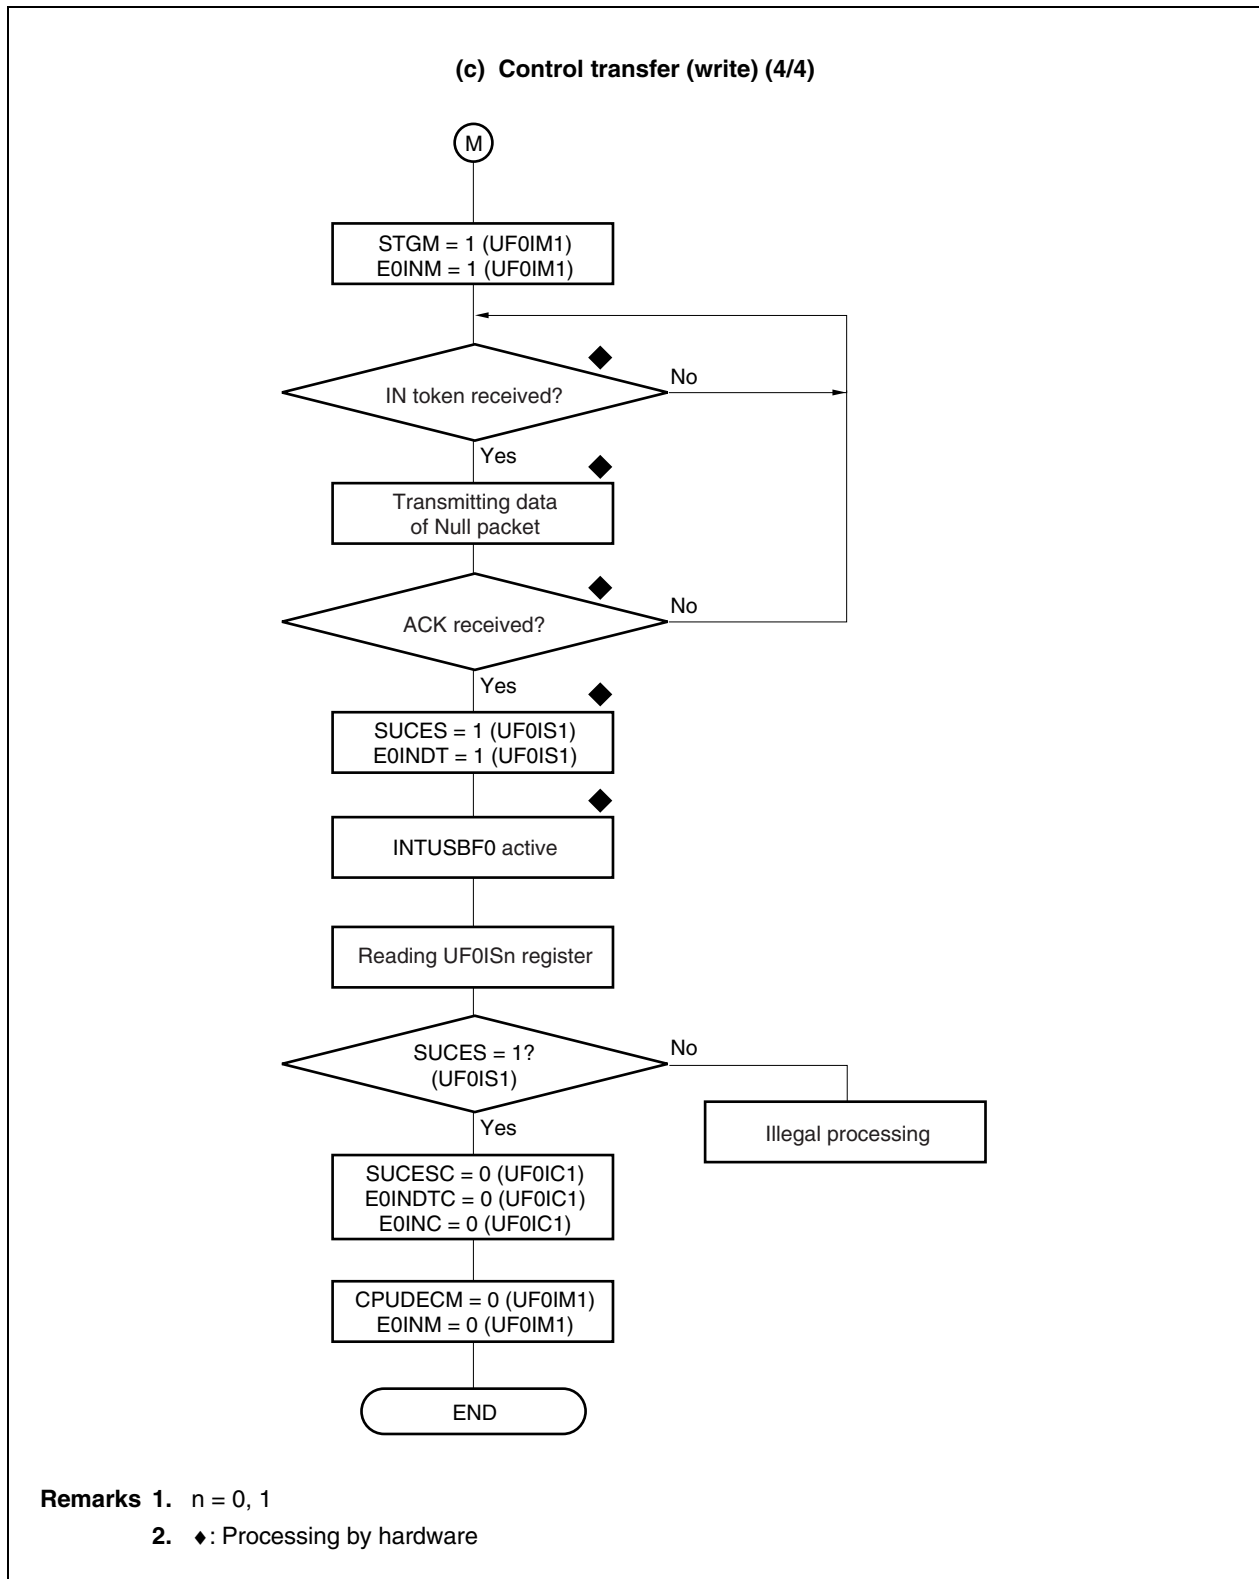 (c) Control transfer (write) (4/4)
M
STGM = 1 (UF0IM1)
E0INM = 1 (UF0IM1)
IN token received?
No
Yes
Transmitting data
of Null packet
ACK received?
No
Yes
SUCES = 1 (UF0IS1)
E0INDT = 1 (UF0IS1)
INTUSBF0 active
Reading UF0ISn register
SUCES = 1?
(UF0IS1)
No
Yes
Illegal processing
SUCESC = 0 (UF0IC1)
E0INDTC = 0 (UF0IC1)
E0INC = 0 (UF0IC1)
CPUDECM = 0 (UF0IM1)
E0INM = 0 (UF0IM1)
END
Remarks 1. n = 0, 1
2. ♦: Processing by hardware